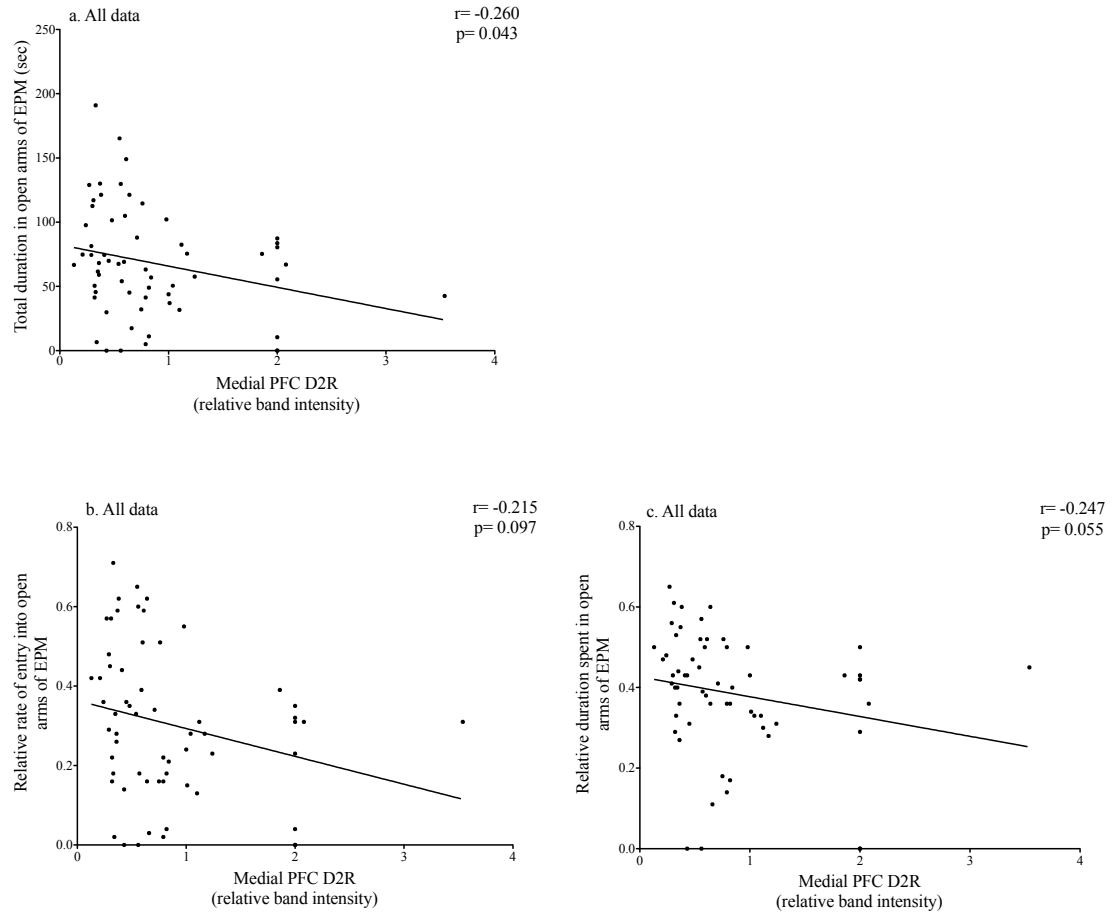 a. All data
r= -0.260
p= 0.043
Total duration in open arms of EPM (sec)
250
200
150
100
50
0
0 1 2 3 4
Medial PFC D2R
(relative band intensity)
b. All data
r= -0.215
p= 0.097
Relative rate of entry into open
arms of EPM
0.8
0.6
0.4
0.2
0.0
0 1 2 3 4
Medial PFC D2R
(relative band intensity)
c. All data
r= -0.247
p= 0.055
Relative duration spent in open
arms of EPM
0.8
0.6
0.4
0.2
0.0
0 1 2 3 4
Medial PFC D2R
(relative band intensity)